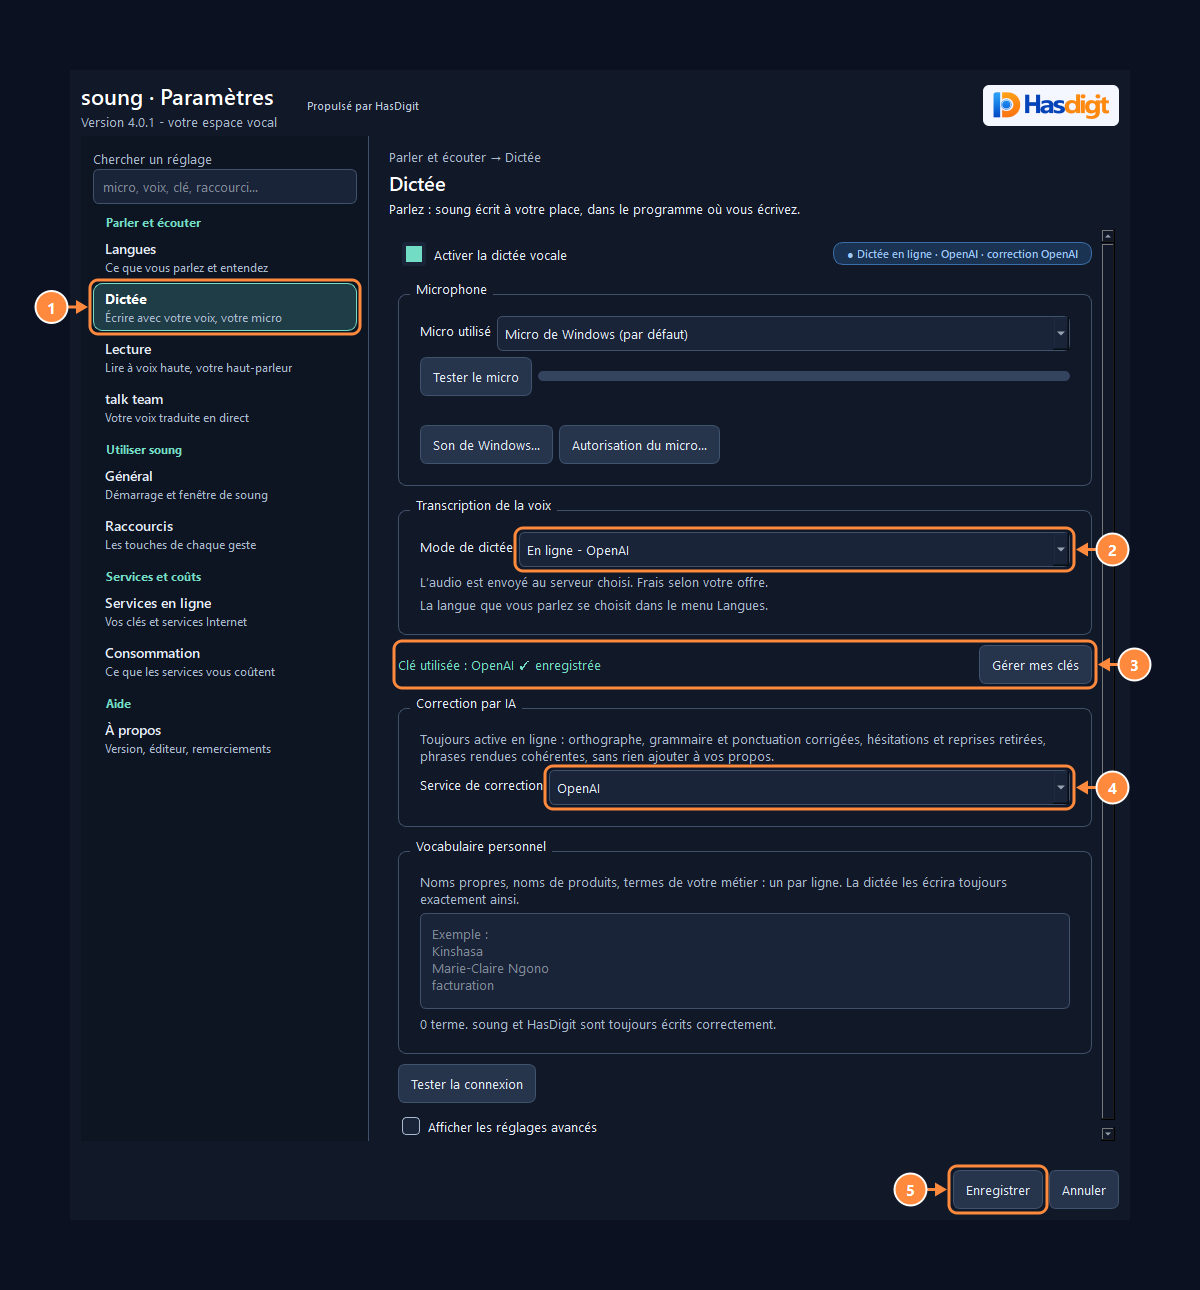 soung · Paramètres
Propulsé par HasDigit
Hasdigit
Version 4.0.1 - votre espace vocal
Chercher un réglage
micro, voix, clé, raccourci...
Parler et écouter
Langues
Ce que vous parlez et entendez
1
Dictée
Écrire avec votre voix, votre micro
Lecture
Lire à voix haute, votre haut-parleur
talk team
Votre voix traduite en direct
Utiliser soung
Général
Démarrage et fenêtre de soung
Raccourcis
Les touches de chaque geste
Services et coûts
Services en ligne
Vos clés et services Internet
Consommation
Ce que les services vous coûtent
Aide
À propos
Version, éditeur, remerciements
Parler et écouter → Dictée
Dictée
Parlez : soung écrit à votre place, dans le programme où vous écrivez.
Activer la dictée vocale
● Dictée en ligne · OpenAI · correction OpenAI
Microphone
Micro utilisé
Micro de Windows (par défaut)
Tester le micro
Son de Windows...
Autorisation du micro...
Transcription de la voix
Mode de dictée
En ligne - OpenAI
2
L'audio est envoyé au serveur choisi. Frais selon votre offre.
La langue que vous parlez se choisit dans le menu Langues.
Clé utilisée : OpenAI ✓ enregistrée
Gérer mes clés
3
Correction par IA
Toujours active en ligne : orthographe, grammaire et ponctuation corrigées, hésitations et reprises retirées,
phrases rendues cohérentes, sans rien ajouter à vos propos.
Service de correction
OpenAI
4
Vocabulaire personnel
Noms propres, noms de produits, termes de votre métier : un par ligne. La dictée les écrira toujours
exactement ainsi.
Exemple :
Kinshasa
Marie-Claire Ngono
facturation
0 terme. soung et HasDigit sont toujours écrits correctement.
Tester la connexion
Afficher les réglages avancés
5
Enregistrer
Annuler